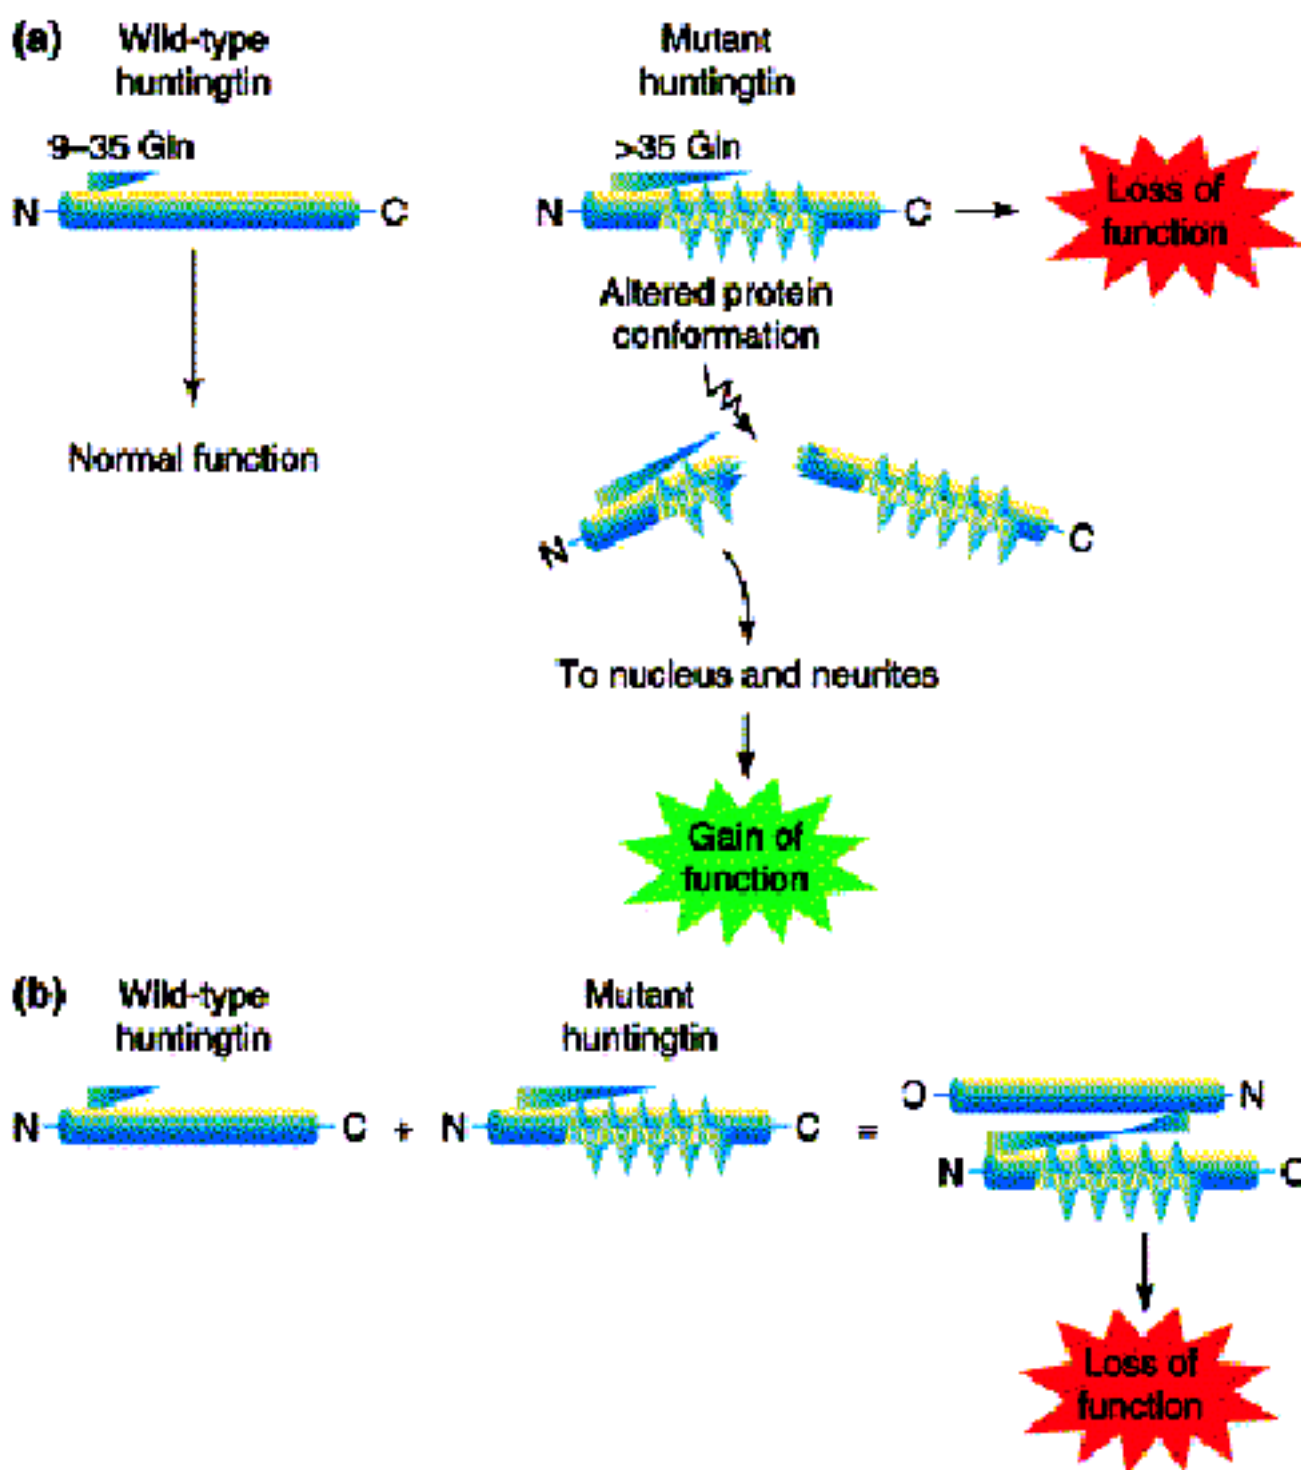 (a) Wild-type huntingtin
Mutant huntingtin
9–35 Gln
>35 Gln
N C
N C
Loss of function
Altered protein conformation
Normal function
N C
To nucleus and neurites
Gain of function
(b) Wild-type huntingtin
Mutant huntingtin
N C + N C =
C N
N C
Loss of function